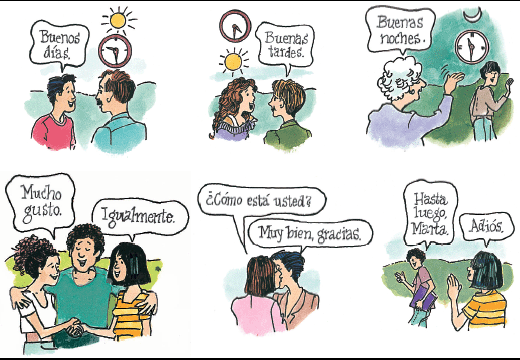 Buenos
días.
Buenas
tardes.
Buenas
noches.
Mucho
gusto.
Igualmente.
¿Cómo está usted?
Muy bien, gracias.
Hasta
luego,
Marta.
Adiós.